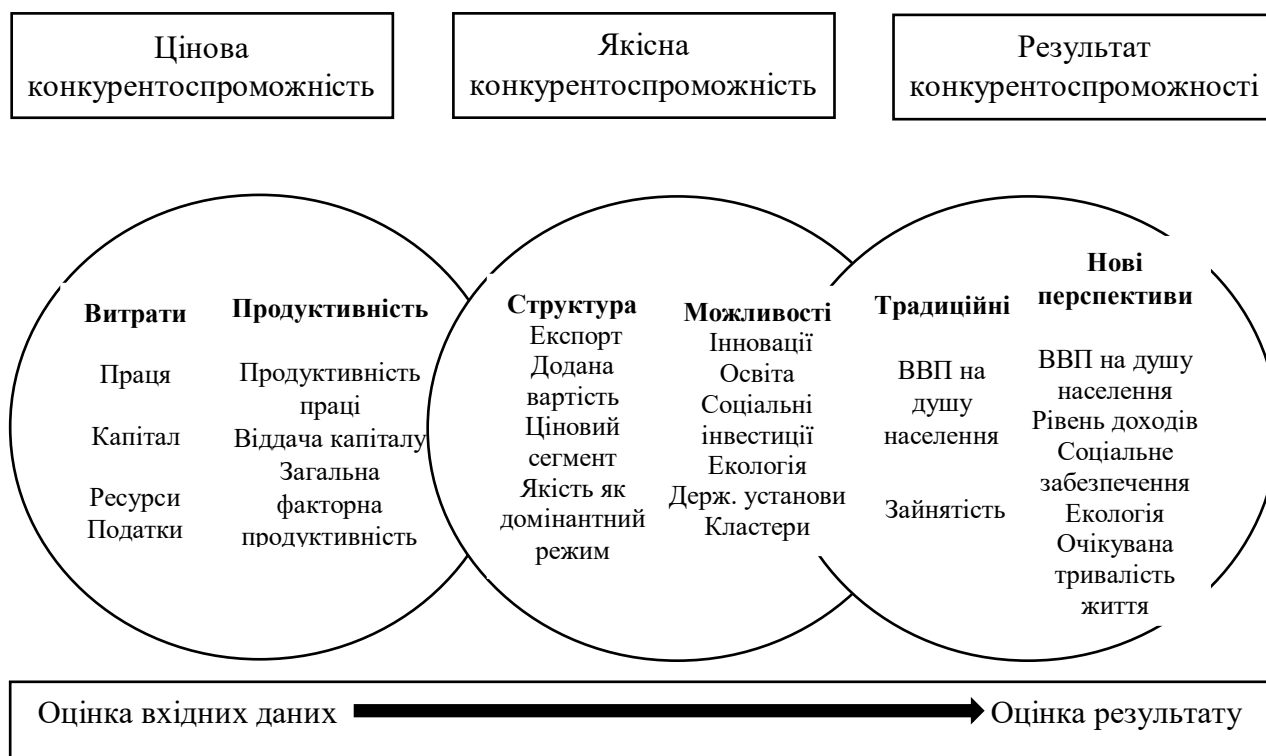 Цінова
конкурентоспроможність
Якісна
конкурентоспроможність
Результат
конкурентоспроможності
Витрати
Праця
Капітал
Ресурси
Податки
Продуктивність
Продуктивність
праці
Віддача капіталу
Загальна
факторна
продуктивність
Структура
Експорт
Додана
вартість
Ціновий
сегмент
Якість як
домінантний
режим
Можливості
Інновації
Освіта
Соціальні
інвестиції
Екологія
Держ. установи
Кластери
Традиційні
ВВП на
душу
населення
Зайнятість
Нові
перспективи
ВВП на душу
населення
Рівень доходів
Соціальне
забезпечення
Екологія
Очікувана
тривалість
життя
Оцінка вхідних даних
Оцінка результату